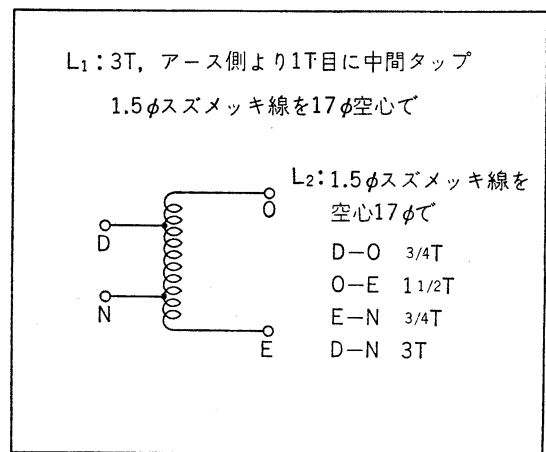 L₁：3T，アース側より1T目に中間タップ
1.5φスズメッキ線を17φ空心で
L₂：1.5φスズメッキ線を
空心17φで
O
D
D－O 3/4T
O－E 1 1/2T
N
E－N 3/4T
E
D－N 3T